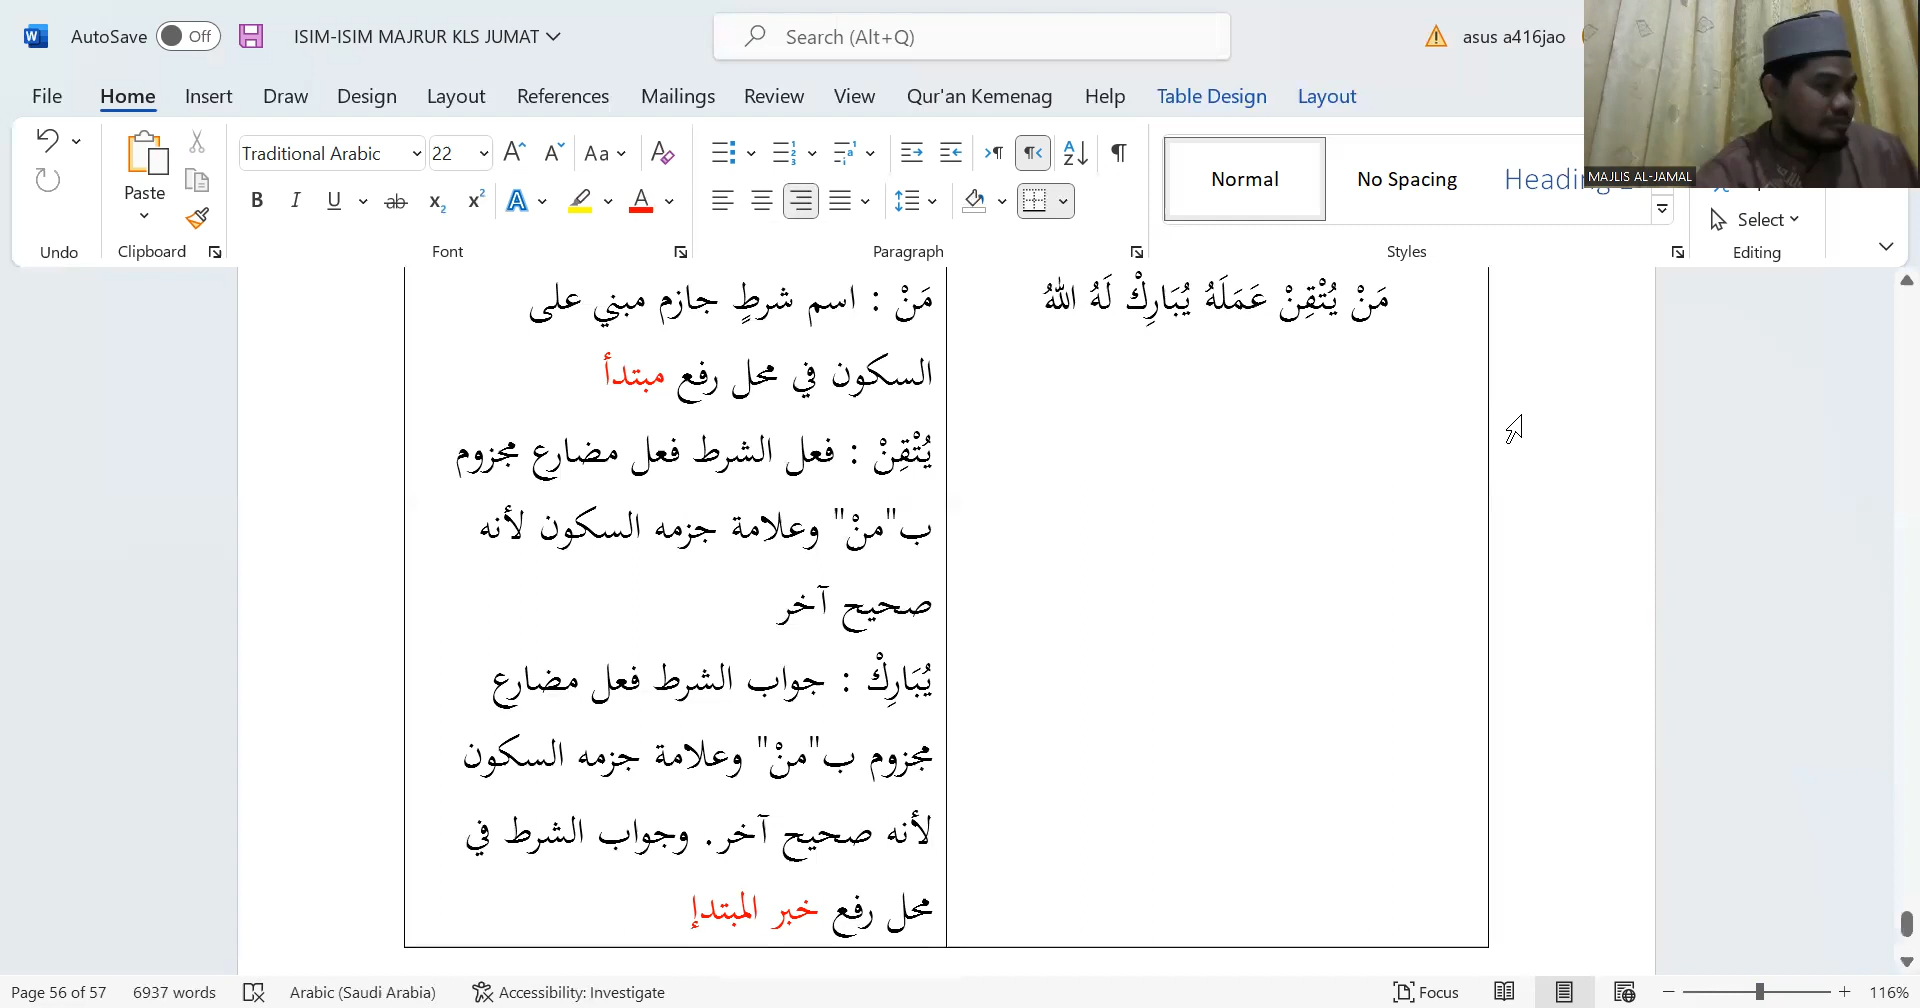 AutoSave Off ISIM-ISIM MAJRUR KLS JUMAT Search (Alt+Q) asus a416jao
MAJLIS AL-JAMAL
File Home Insert Draw Design Layout References Mailings Review View Qur'an Kemenag Help Table Design Layout
Traditional Arabic 22
Paste
Normal No Spacing Heading
Select
Undo Clipboard Font Paragraph Styles Editing
مَنْ يُتْقِنْ عَمَلَهُ يُبَارِكْ لَهُ اللهُ
مَنْ : اسم شرطٍ جازم مبني على
السكون في محل رفع مبتدأ
يُتْقِنْ : فعل الشرط فعل مضارع مجزوم
ب"منْ" وعلامة جزمه السكون لأنه
صحيح آخر
يُبَارِكْ : جواب الشرط فعل مضارع
مجزوم ب"منْ" وعلامة جزمه السكون
لأنه صحيح آخر. وجواب الشرط في
محل رفع خبر المبتدإ
Page 56 of 57 6937 words Arabic (Saudi Arabia) Accessibility: Investigate Focus 116%